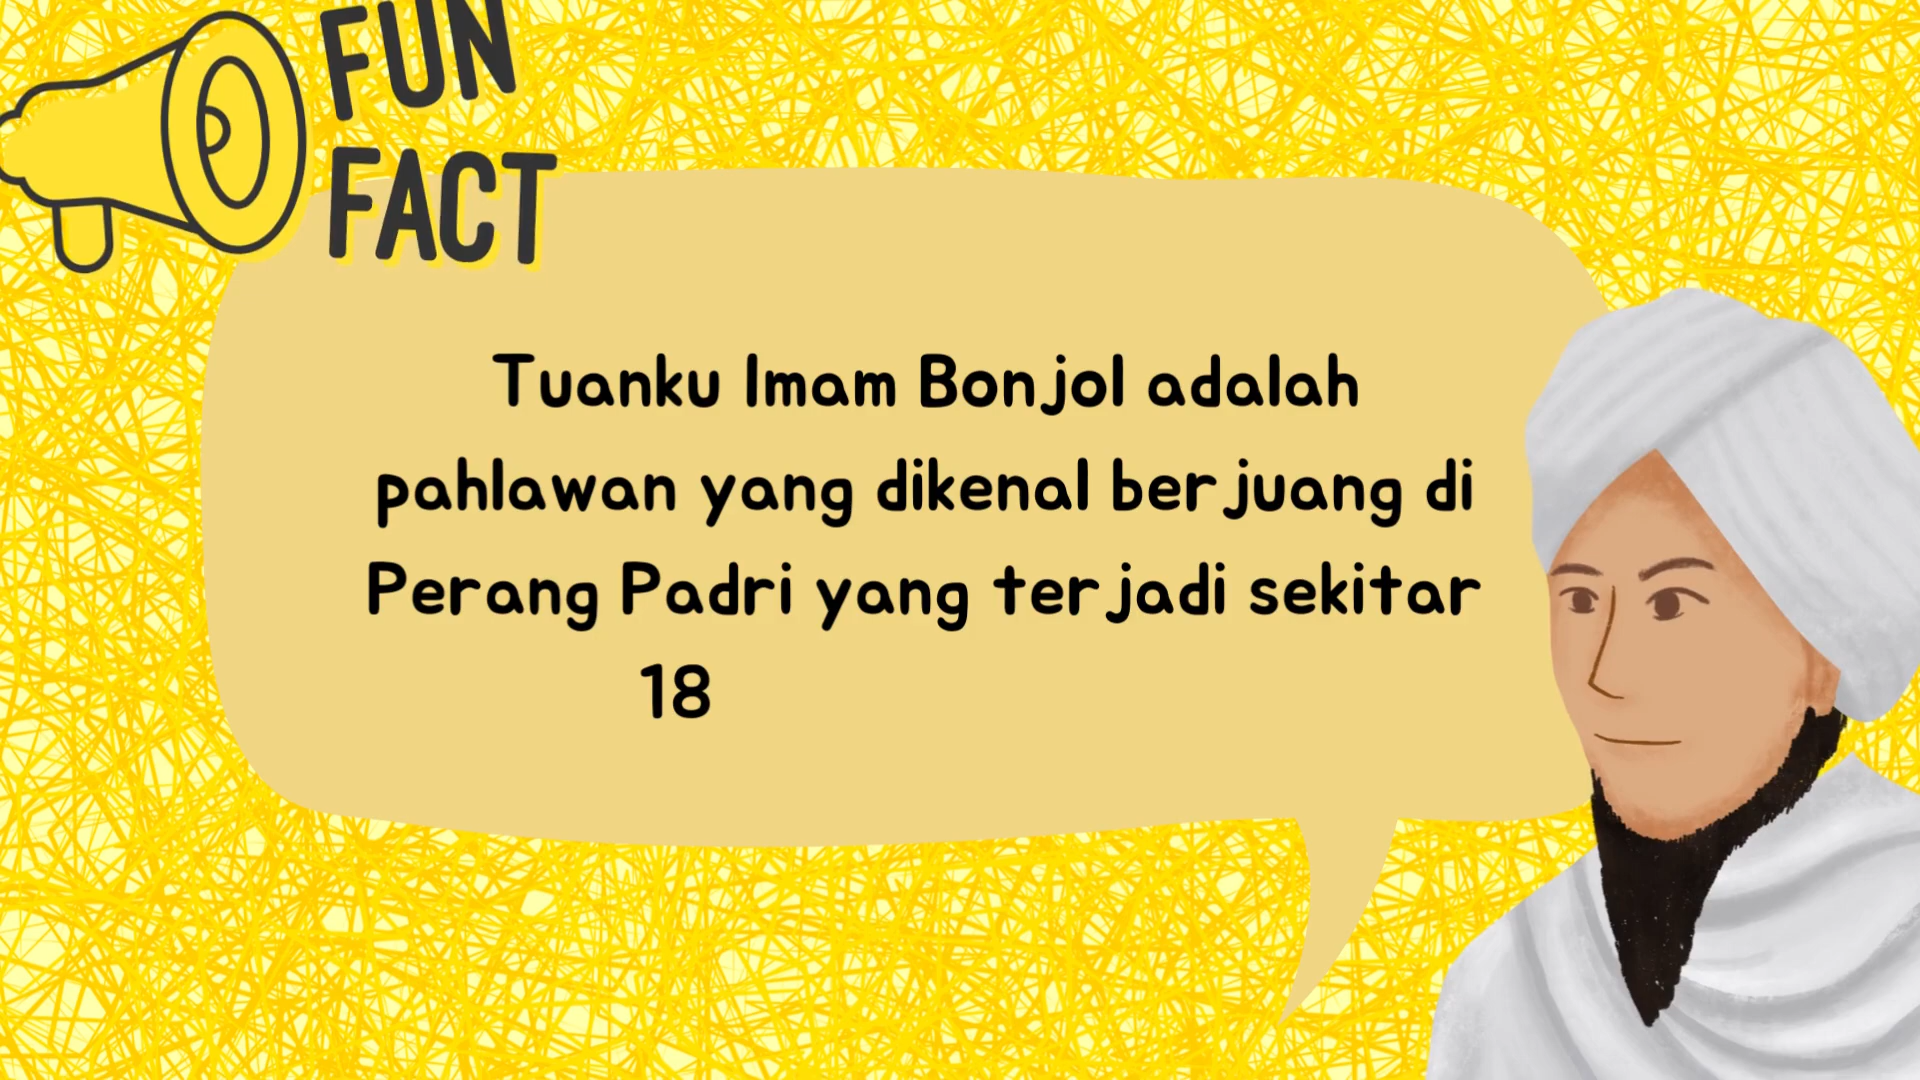 FUN
FACT
Tuanku Imam Bonjol adalah
pahlawan yang dikenal berjuang di
Perang Padri yang terjadi sekitar
18